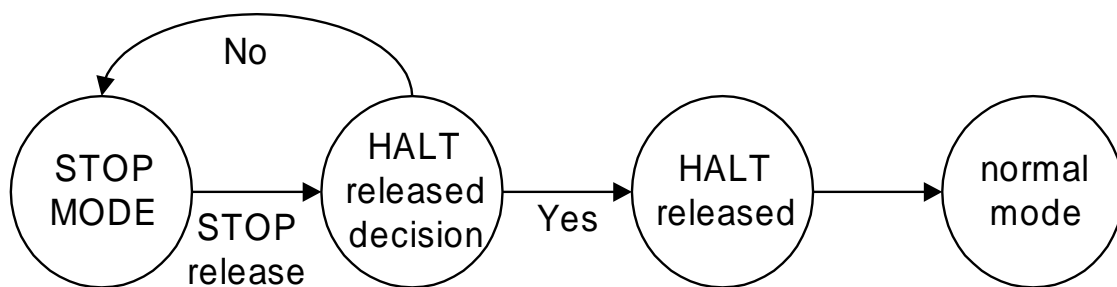 No
STOP
MODE
STOP
release
HALT
released
decision
Yes
HALT
released
normal
mode